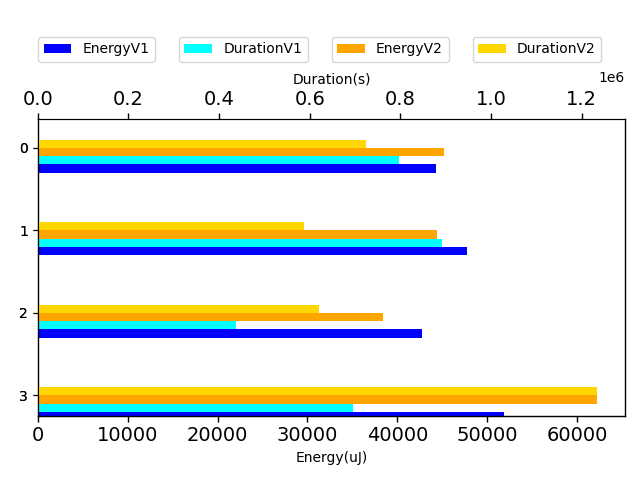 EnergyV1 DurationV1 EnergyV2 DurationV2
Duration(s)
1e6
0.0 0.2 0.4 0.6 0.8 1.0 1.2
0
1
2
3
0 10000 20000 30000 40000 50000 60000
Energy(uJ)